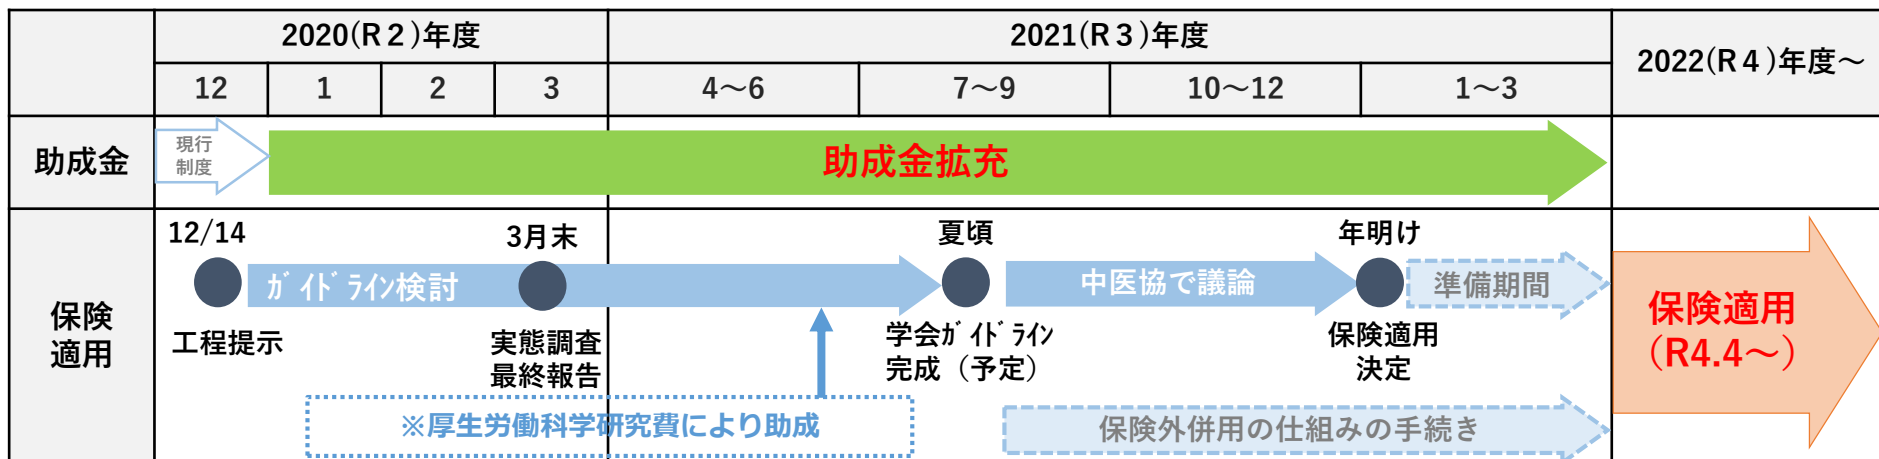 2020(R２)年度
2021(R３)年度
2022(R４)年度～
12
1
2
3
4～6
7～9
10～12
1～3
助成金
現行
制度
助成金拡充
保険
適用
12/14
3月末
夏頃
年明け
ｶﾞｲﾄﾞﾗｲﾝ検討
中医協で議論
準備期間
工程提示
実態調査
最終報告
学会ｶﾞｲﾄﾞﾗｲﾝ
完成（予定）
保険適用
決定
保険適用
（R4.4～）
※厚生労働科学研究費により助成
保険外併用の仕組みの手続き